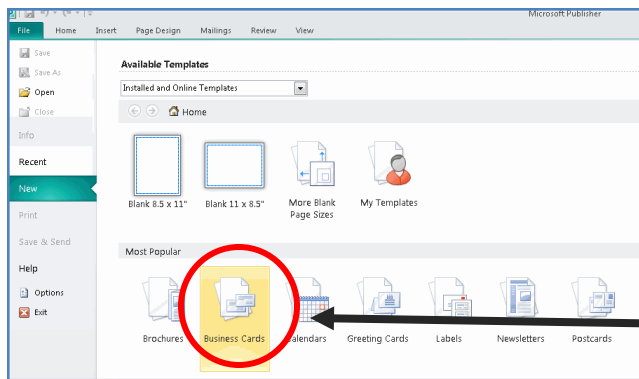 Microsoft Publisher
File Home Insert Page Design Mailings Review View
Save
Save As
Open
Close
Info
Recent
New
Print
Save & Send
Help
Options
Exit
Available Templates
Installed and Online Templates
Home
Blank 8.5 x 11" Blank 11 x 8.5" More Blank Page Sizes My Templates
Most Popular
Brochures Business Cards Calendars Greeting Cards Labels Newsletters Postcards